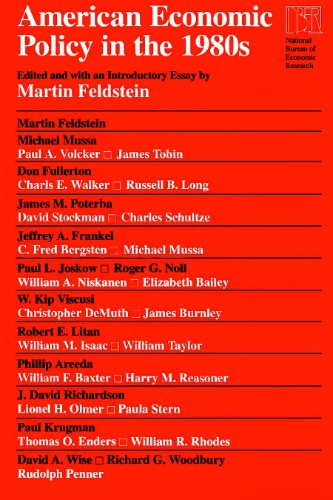 American Economic
Policy in the 1980s
NBER
National
Bureau of
Economic
Research
Edited and with an Introductory Essay by
Martin Feldstein
Martin Feldstein
Michael Mussa
Paul A. Volcker □ James Tobin
Don Fullerton
Charls E. Walker □ Russell B. Long
James M. Poterba
David Stockman □ Charles Schultze
Jeffrey A. Frankel
C. Fred Bergsten □ Michael Mussa
Paul L. Joskow □ Roger G. Noll
William A. Niskanen □ Elizabeth Bailey
W. Kip Viscusi
Christopher DeMuth □ James Burnley
Robert E. Litan
William M. Isaac □ William Taylor
Phillip Areeda
William F. Baxter □ Harry M. Reasoner
J. David Richardson
Lionel H. Olmer □ Paula Stern
Paul Krugman
Thomas O. Enders □ William R. Rhodes
David A. Wise □ Richard G. Woodbury
Rudolph Penner